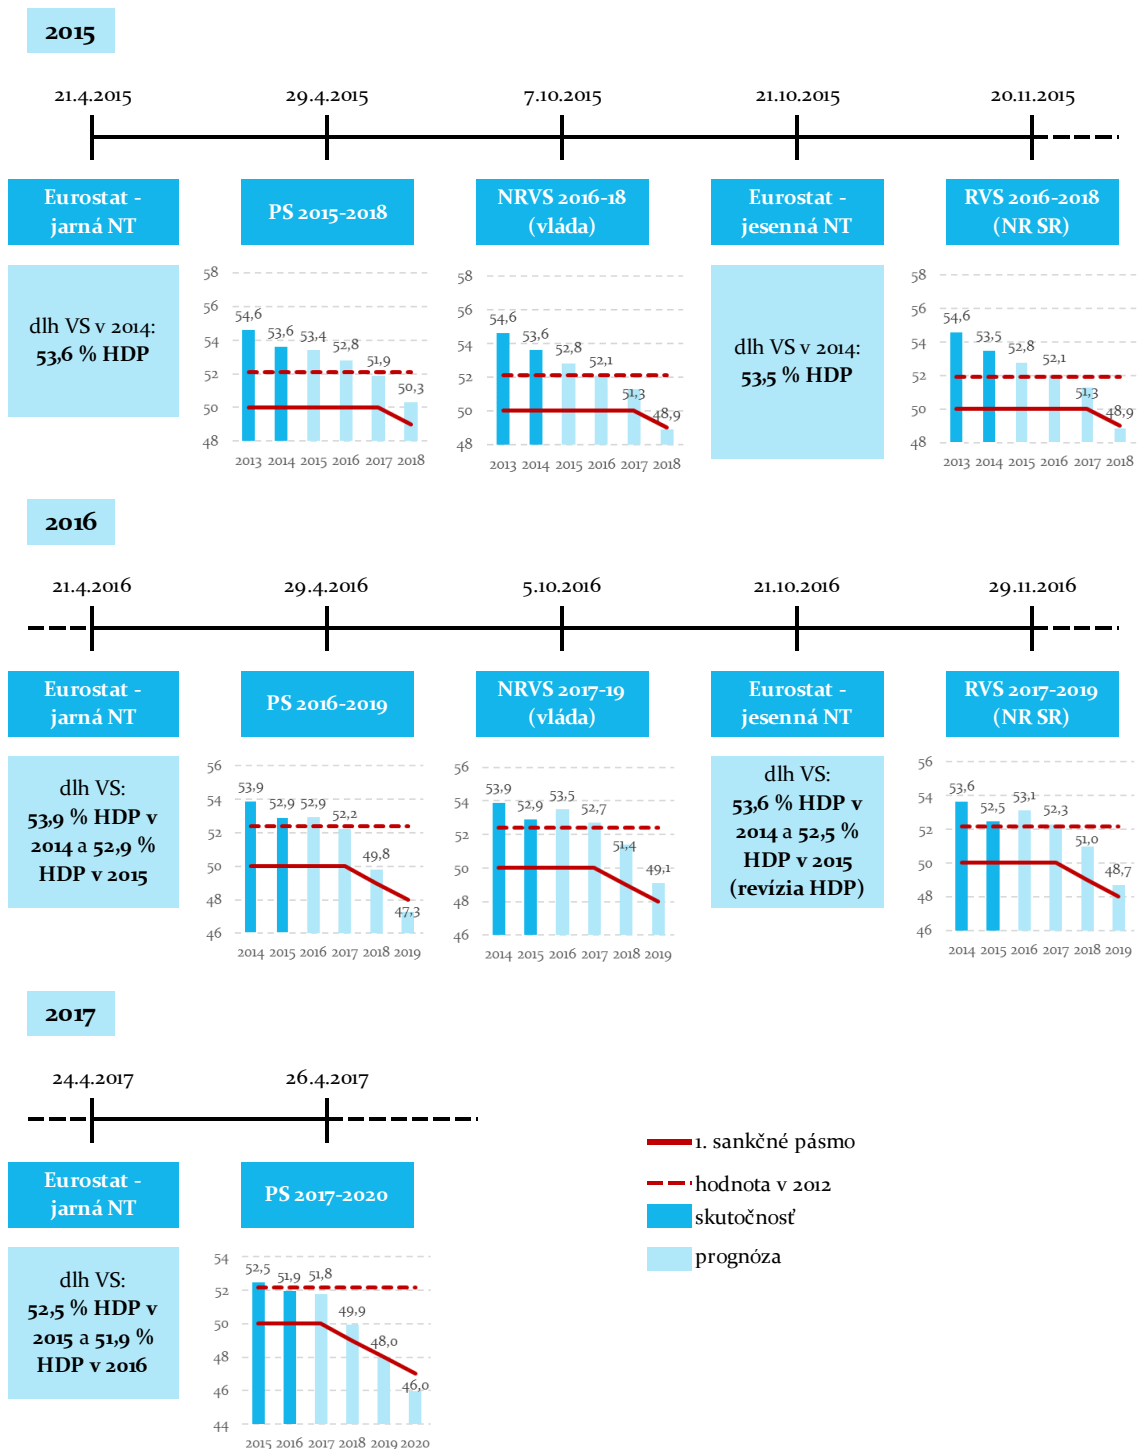 2015
21.4.2015
29.4.2015
7.10.2015
21.10.2015
20.11.2015
Eurostat -
jarná NT
PS 2015-2018
NRVS 2016-18
(vláda)
Eurostat -
jesenná NT
RVS 2016-2018
(NR SR)
dlh VS v 2014:
53,6 % HDP
58
56
54
52
50
48
54,6
53,6
53,4
52,8
51,9
50,3
2013 2014 2015 2016 2017 2018
58
56
54
52
50
48
54,6
53,6
52,8
52,1
51,3
48,9
2013 2014 2015 2016 2017 2018
dlh VS v 2014:
53,5 % HDP
58
56
54
52
50
48
54,6
53,5
52,8
52,1
51,3
48,9
2013 2014 2015 2016 2017 2018
2016
21.4.2016
29.4.2016
5.10.2016
21.10.2016
29.11.2016
Eurostat -
jarná NT
PS 2016-2019
NRVS 2017-19
(vláda)
Eurostat -
jesenná NT
RVS 2017-2019
(NR SR)
dlh VS:
53,9 % HDP v
2014 a 52,9 %
HDP v 2015
56
54
52
50
48
46
53,9
52,9
52,9
52,2
49,8
47,3
2014 2015 2016 2017 2018 2019
56
54
52
50
48
46
53,9
52,9
53,5
52,7
51,4
49,1
2014 2015 2016 2017 2018 2019
dlh VS:
53,6 % HDP v
2014 a 52,5 %
HDP v 2015
(revízia HDP)
56
54
52
50
48
46
53,6
52,5
53,1
52,3
51,0
48,7
2014 2015 2016 2017 2018 2019
2017
24.4.2017
26.4.2017
Eurostat -
jarná NT
PS 2017-2020
dlh VS:
52,5 % HDP v
2015 a 51,9 %
HDP v 2016
54
52
50
48
46
44
52,5
51,9
51,8
49,9
48,0
46,0
2015 2016 2017 2018 2019 2020
1. sankčné pásmo
hodnota v 2012
skutočnosť
prognóza